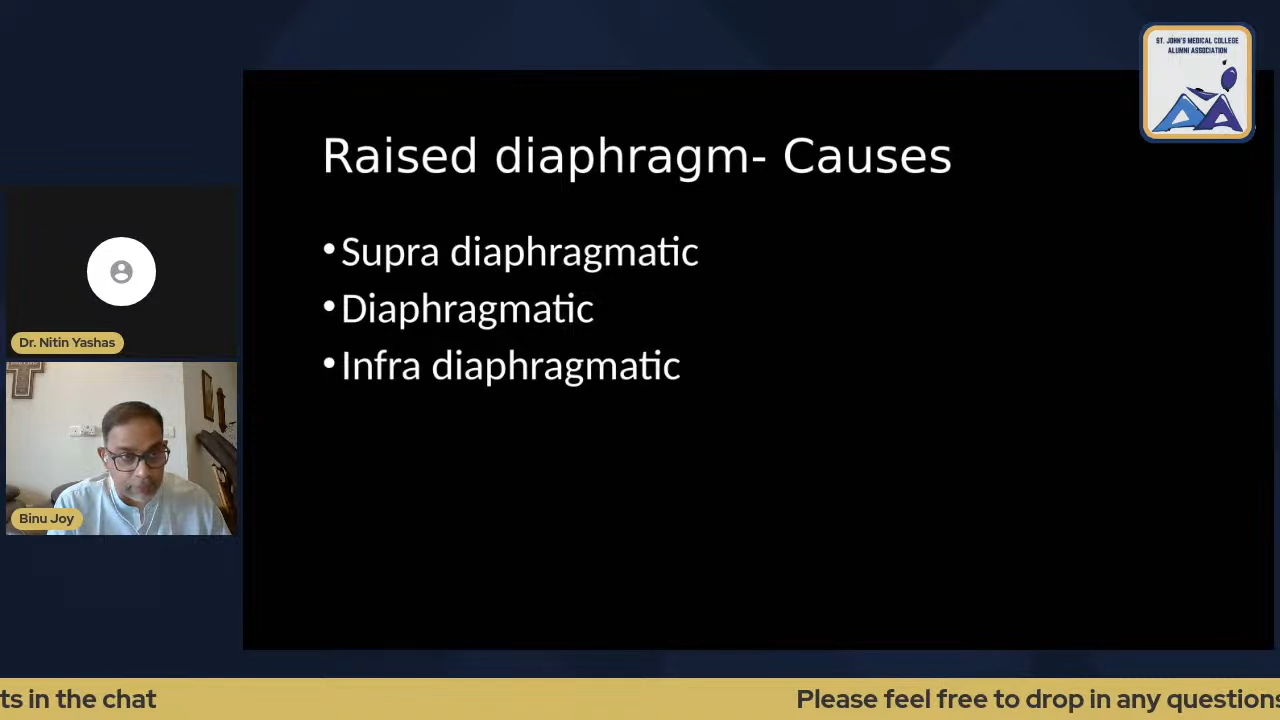 ST. JOHN'S MEDICAL COLLEGE
ALUMNI ASSOCIATION
Raised diaphragm- Causes
•Supra diaphragmatic
•Diaphragmatic
•Infra diaphragmatic
Dr. Nitin Yashas
Binu Joy
ts in the chat
Please feel free to drop in any questions